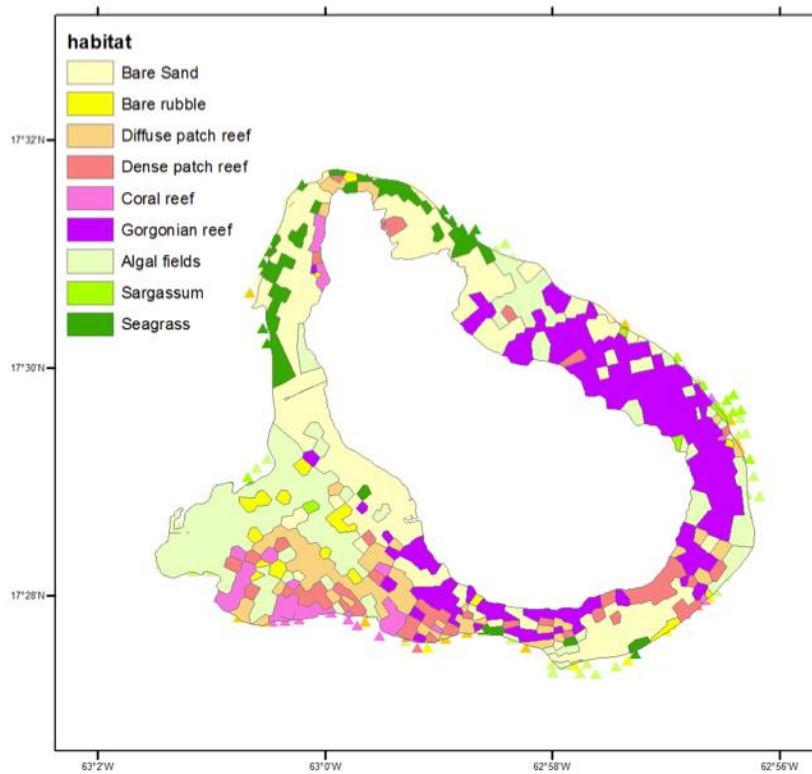 habitat
Bare Sand
Bare rubble
Diffuse patch reef
Dense patch reef
Coral reef
Gorgonian reef
Algal fields
Sargassum
Seagrass
17°32'N
17°30'N
17°28'N
63°2'W
63°0'W
62°58'W
62°56'W